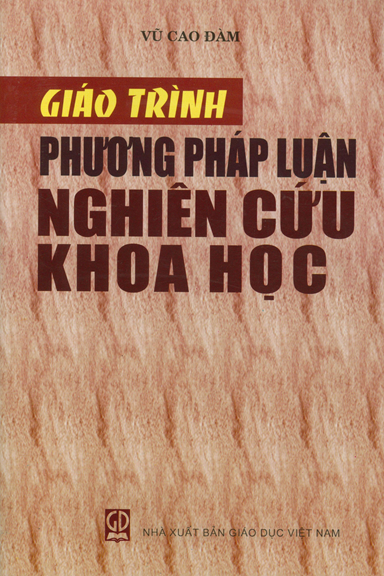 VŨ CAO ĐÀM
GIÁO TRÌNH
PHƯƠNG PHÁP LUẬN
NGHIÊN CỨU
KHOA HỌC
GD
NHÀ XUẤT BẢN GIÁO DỤC VIỆT NAM